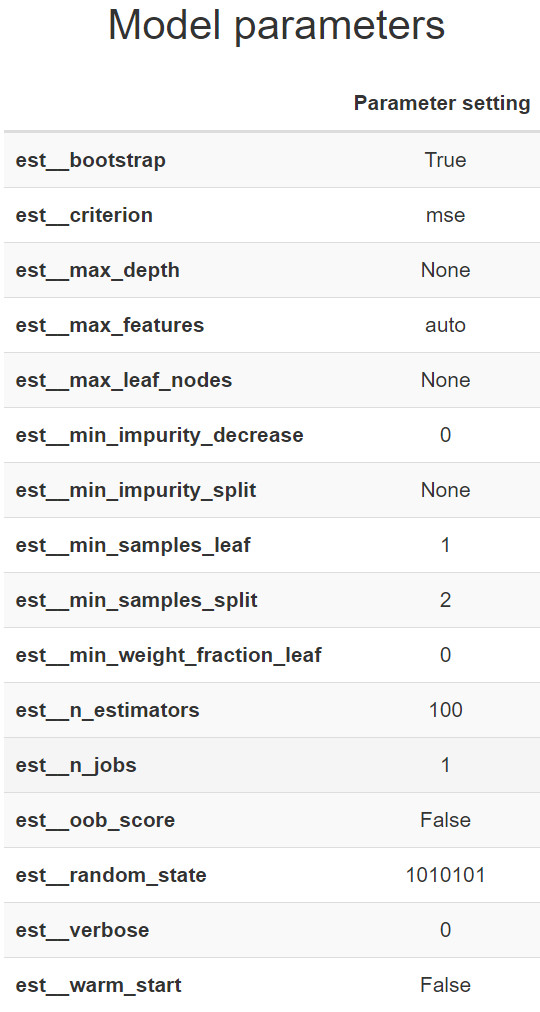 Model parameters
Parameter setting
est__bootstrap True
est__criterion mse
est__max_depth None
est__max_features auto
est__max_leaf_nodes None
est__min_impurity_decrease 0
est__min_impurity_split None
est__min_samples_leaf 1
est__min_samples_split 2
est__min_weight_fraction_leaf 0
est__n_estimators 100
est__n_jobs 1
est__oob_score False
est__random_state 1010101
est__verbose 0
est__warm_start False